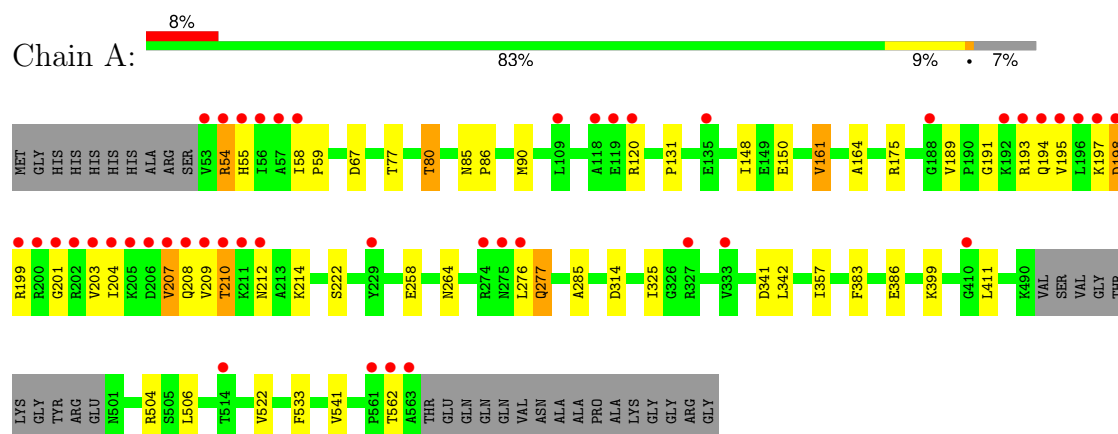 8%
Chain A:
83% 9% • 7%
MET GLY HIS HIS HIS HIS HIS HIS ALA ARG SER V53 R54 H55 I56 A57 I58 P59 D67 T77 T80 N85 P86 M90 L109 A118 E119 R120 P131 E135 I148 E149 E150 V161 A164 R175 G188 V189 P190 G191 K192 R193 Q194 V195 L196 K197 D198
R199 R200 G201 R202 V203 I204 K205 D206 V207 Q208 V209 T210 K211 N212 A213 K214 S222 Y229 E258 N264 R274 N275 L276 Q277 A285 D314 I325 G326 R327 V333 D341 L342 I357 F383 E386 K399 G410 L411 K490 VAL SER VAL GLY THR
LYS GLY TYR ARG GLU N501 R504 S505 L506 T514 V522 F533 V541 P561 T562 A563 THR GLU GLN GLN GLN VAL ASN ALA ALA PRO ALA LYS GLY GLY ARG GLY